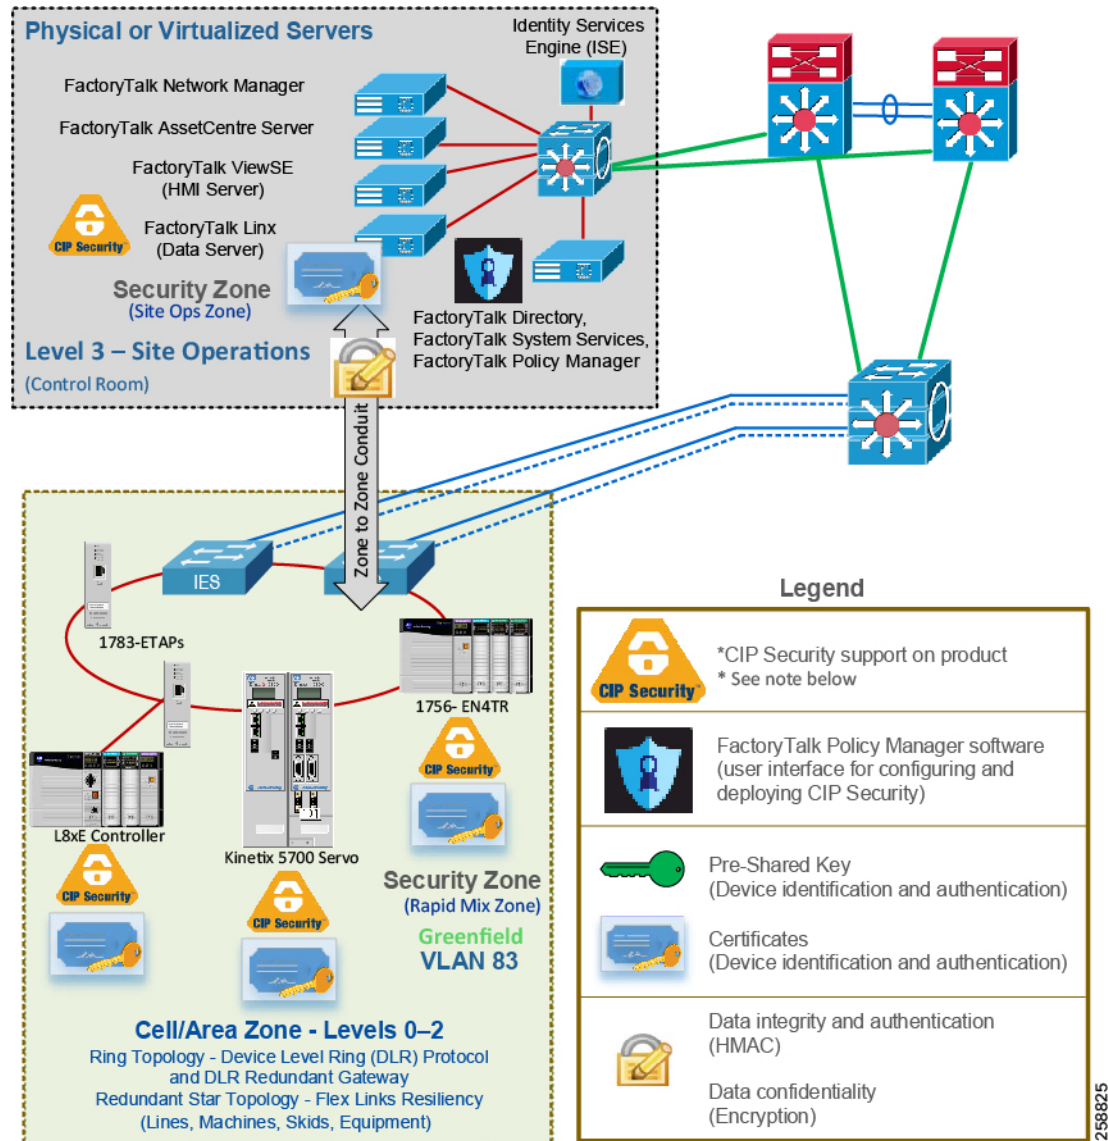 Physical or Virtualized Servers
Identity Services
Engine (ISE)
FactoryTalk Network Manager
FactoryTalk AssetCentre Server
FactoryTalk ViewSE
(HMI Server)
CIP Security™
FactoryTalk Linx
(Data Server)
Security Zone
(Site Ops Zone)
FactoryTalk Directory,
FactoryTalk System Services,
FactoryTalk Policy Manager
Level 3 – Site Operations
(Control Room)
Zone to Zone Conduit
IES
1783-ETAPs
1756- EN4TR
CIP Security™
L8xE Controller
CIP Security™
Kinetix 5700 Servo
CIP Security™
Security Zone
(Rapid Mix Zone)
Greenfield
VLAN 83
Cell/Area Zone - Levels 0–2
Ring Topology - Device Level Ring (DLR) Protocol
and DLR Redundant Gateway
Redundant Star Topology - Flex Links Resiliency
(Lines, Machines, Skids, Equipment)
Legend
CIP Security™
*CIP Security support on product
* See note below
FactoryTalk Policy Manager software
(user interface for configuring and
deploying CIP Security)
Pre-Shared Key
(Device identification and authentication)
Certificates
(Device identification and authentication)
Data integrity and authentication
(HMAC)
Data confidentiality
(Encryption)
258825